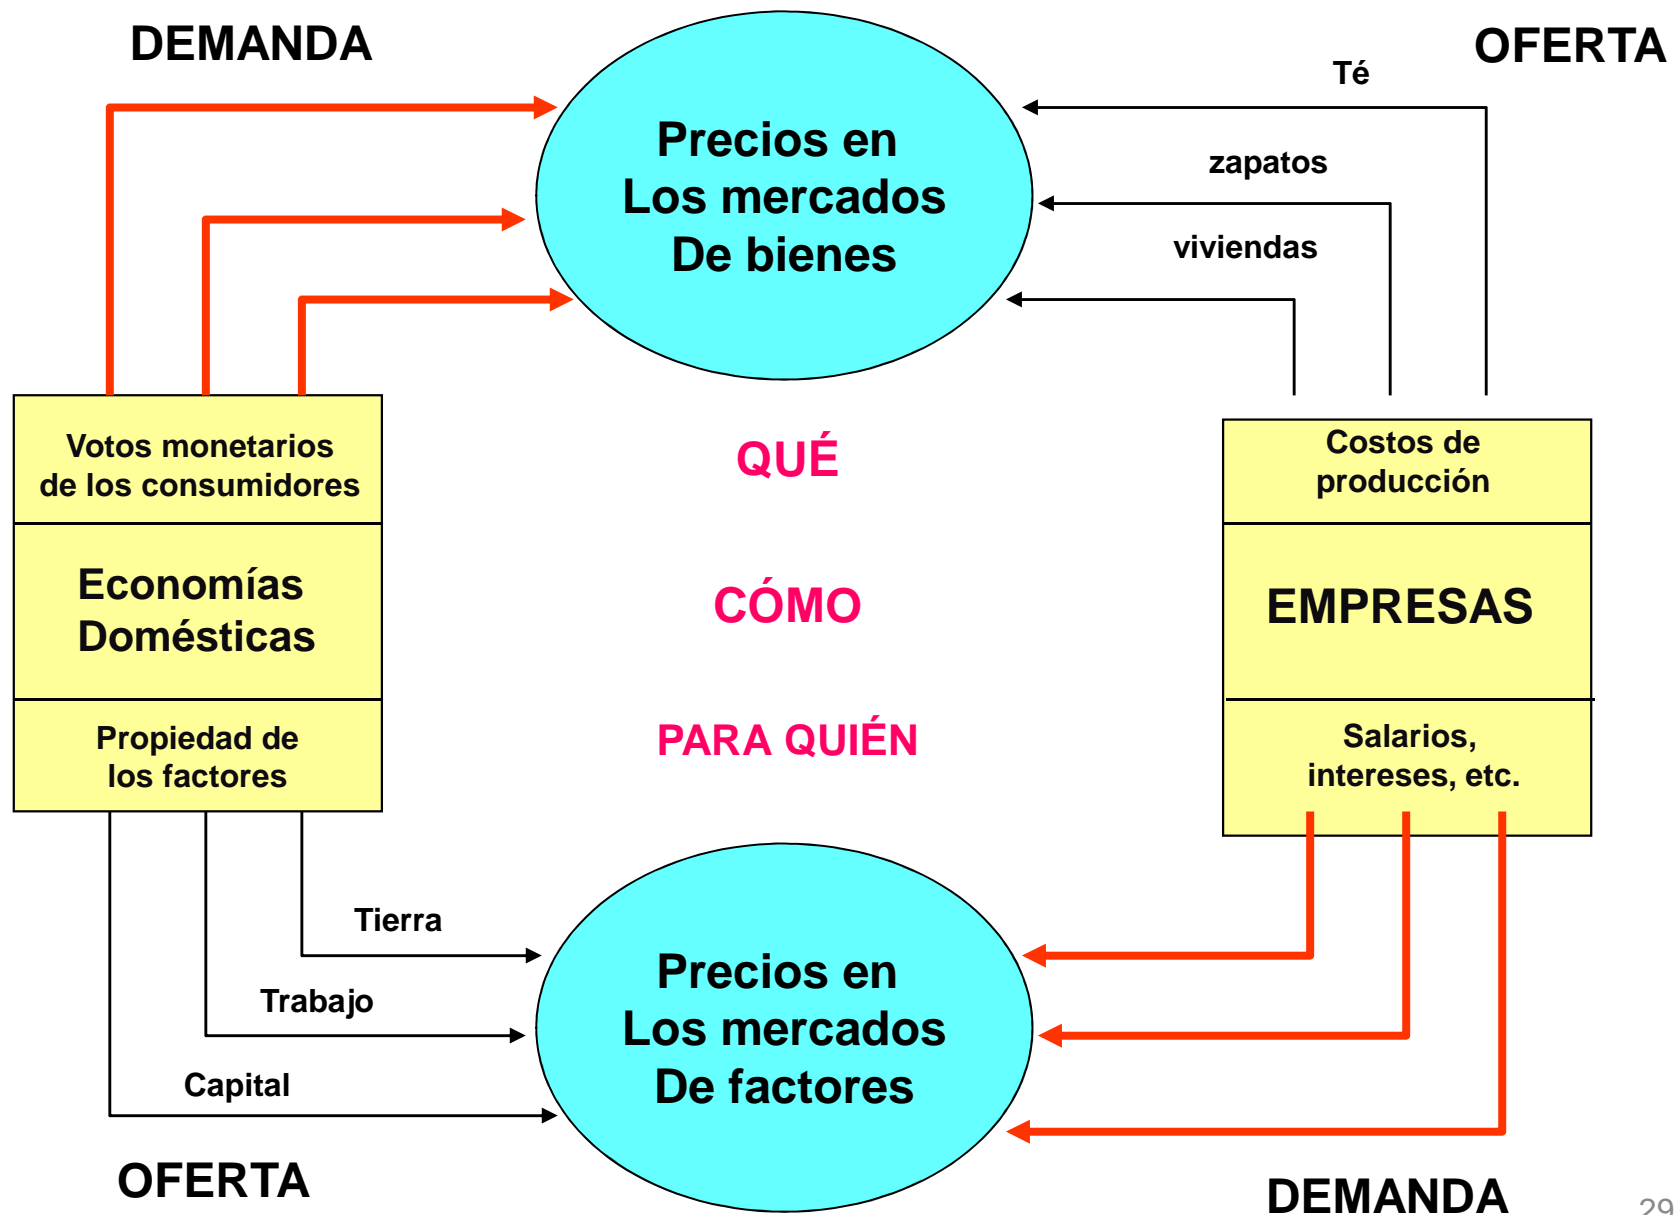 DEMANDA
OFERTA
Té
Precios en
Los mercados
De bienes
zapatos
viviendas
Votos monetarios
de los consumidores
Economías
Domésticas
Propiedad de
los factores
QUÉ
CÓMO
PARA QUIÉN
Costos de
producción
EMPRESAS
Salarios,
intereses, etc.
Tierra
Trabajo
Capital
Precios en
Los mercados
De factores
OFERTA
DEMANDA
29